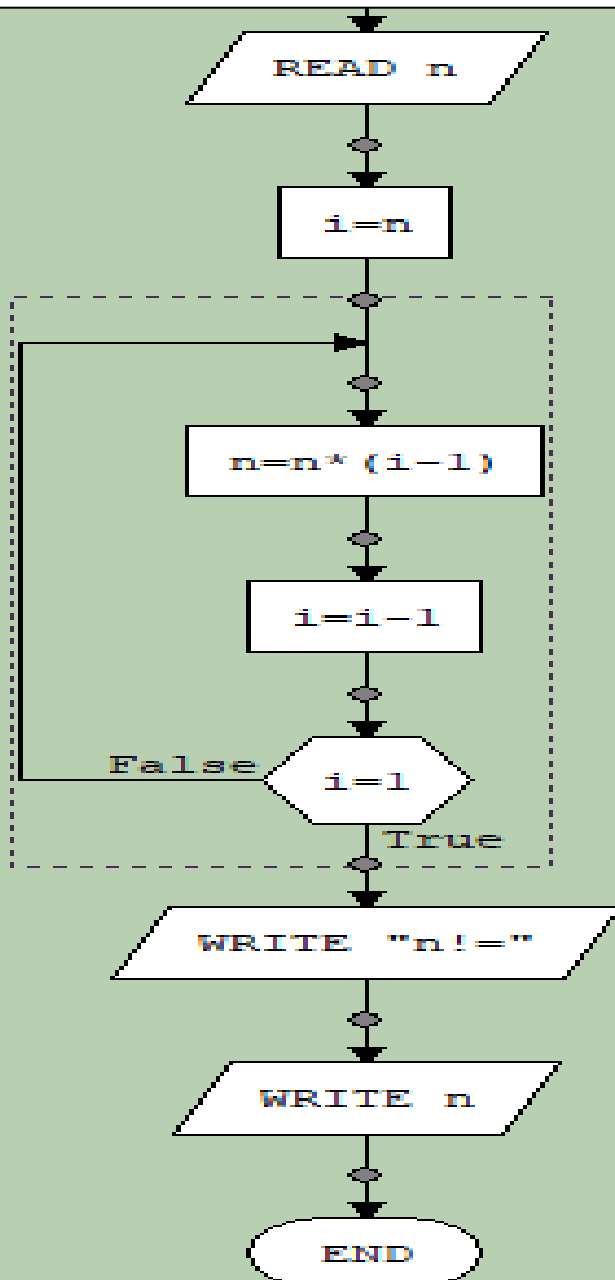 READ n
i=n
n=n*(i-1)
i=i-1
False
i=1
True
WRITE "n!="
WRITE n
END